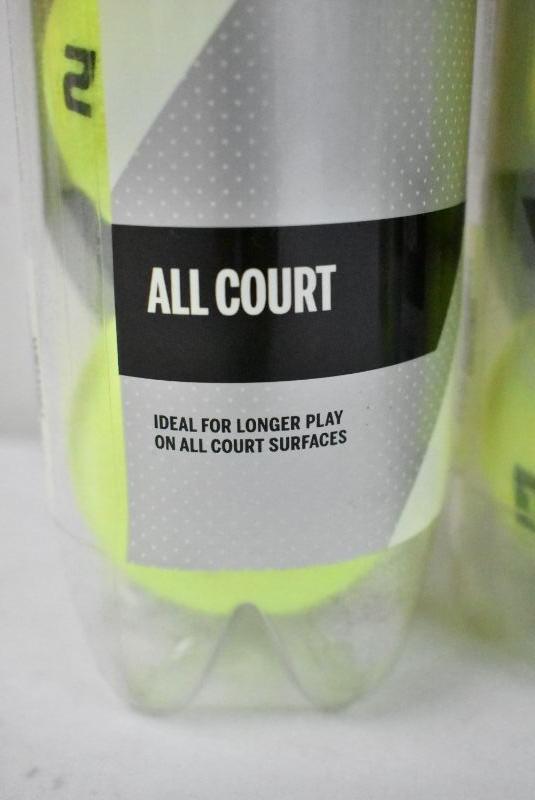 ALL COURT
IDEAL FOR LONGER PLAY
ON ALL COURT SURFACES